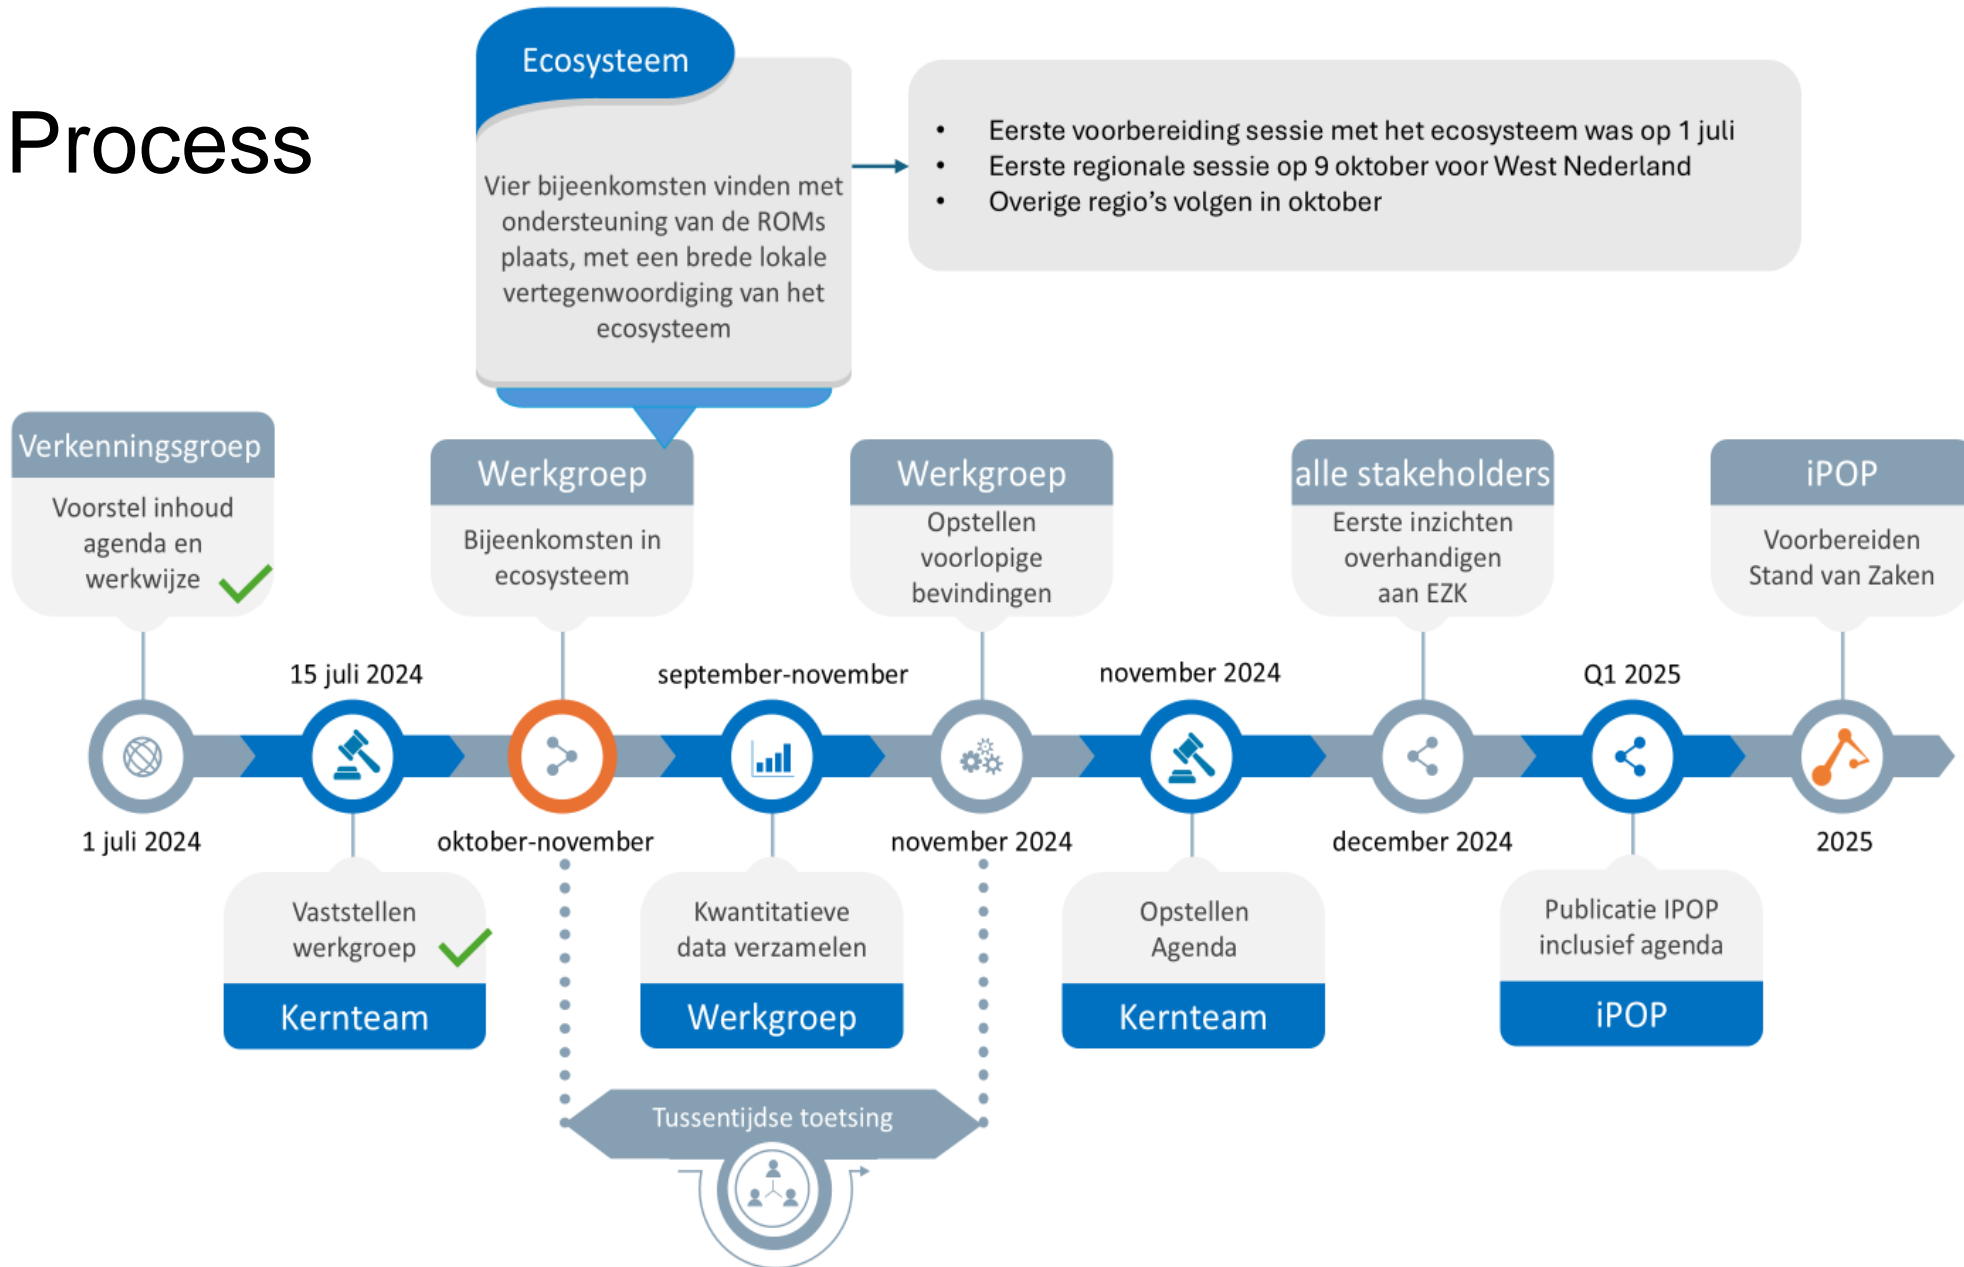 Process
Ecosysteem
Vier bijeenkomsten vinden met
ondersteuning van de ROMs
plaats, met een brede lokale
vertegenwoordiging van het
ecosysteem
• Eerste voorbereiding sessie met het ecosysteem was op 1 juli
• Eerste regionale sessie op 9 oktober voor West Nederland
• Overige regio’s volgen in oktober
Verkenningsgroep
Voorstel inhoud
agenda en
werkwijze
Werkgroep
Bijeenkomsten in
ecosysteem
Werkgroep
Opstellen
voorlopige
bevindingen
alle stakeholders
Eerste inzichten
overhandigen
aan EZK
iPOP
Voorbereiden
Stand van Zaken
15 juli 2024
september-november
november 2024
Q1 2025
1 juli 2024
oktober-november
november 2024
december 2024
2025
Vaststellen
werkgroep
Kernteam
Kwantitatieve
data verzamelen
Werkgroep
Opstellen
Agenda
Kernteam
Publicatie IPOP
inclusief agenda
iPOP
Tussentijdse toetsing